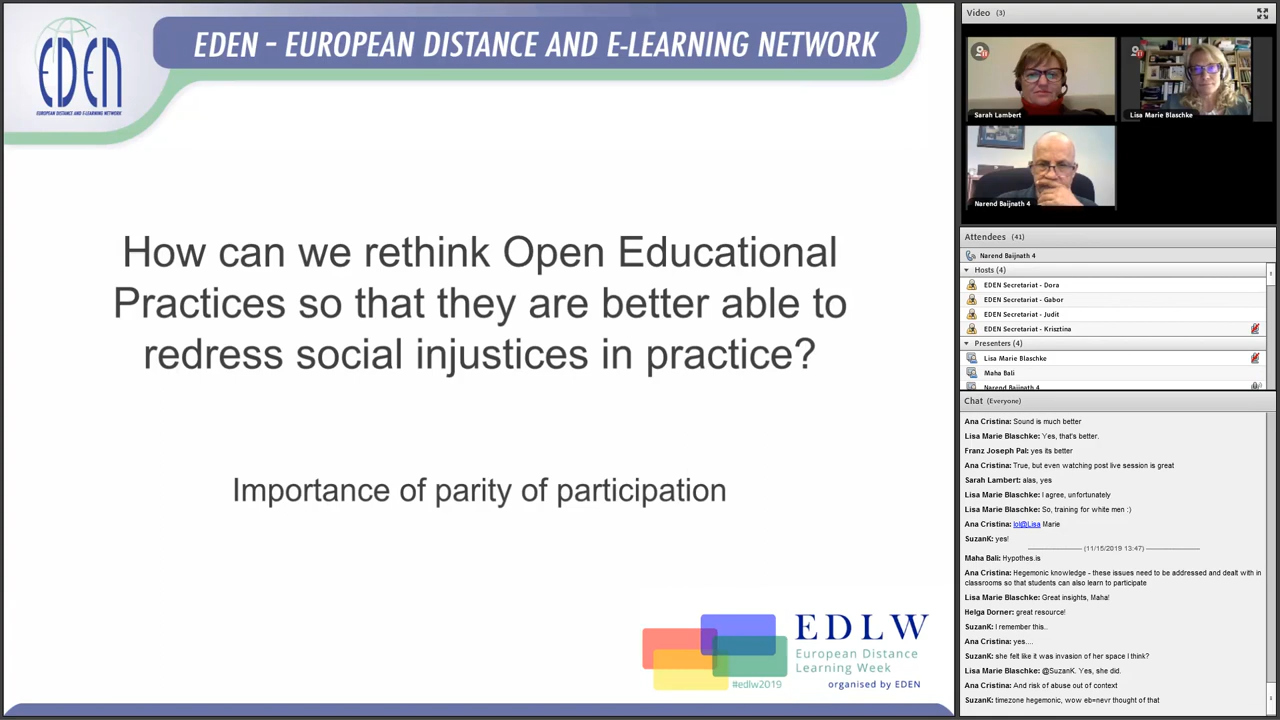 EDEN
EUROPEAN DISTANCE AND E-LEARNING NETWORK
EDEN - EUROPEAN DISTANCE AND E-LEARNING NETWORK
How can we rethink Open Educational
Practices so that they are better able to
redress social injustices in practice?
Importance of parity of participation
EDLW
European Distance
Learning Week
#edlw2019
organised by EDEN
Video (3)
Sarah Lambert
Lisa Marie Blaschke
Narend Baijnath 4
Attendees (41)
Narend Baijnath 4
Hosts (4)
EDEN Secretariat - Dora
EDEN Secretariat - Gabor
EDEN Secretariat - Judit
EDEN Secretariat - Krisztina
Presenters (4)
Lisa Marie Blaschke
Maha Bali
Narend Baijnath 4
Chat (Everyone)
Ana Cristina: Sound is much better
Lisa Marie Blaschke: Yes, that's better.
Franz Joseph Pal: yes its better
Ana Cristina: True, but even watching post live session is great
Sarah Lambert: alas, yes
Lisa Marie Blaschke: I agree, unfortunately
Lisa Marie Blaschke: So, training for white men :)
Ana Cristina: lol@Lisa Marie
SuzanK: yes!
(11/15/2019 13:47)
Maha Bali: Hypothes.is
Ana Cristina: Hegemonic knowledge - these issues need to be addressed and dealt with in
classrooms so that students can also learn to participate
Lisa Marie Blaschke: Great insights, Maha!
Helga Dorner: great resource!
SuzanK: I remember this..
Ana Cristina: yes....
SuzanK: she felt like it was invasion of her space I think?
Lisa Marie Blaschke: @SuzanK. Yes, she did.
Ana Cristina: And risk of abuse out of context
SuzanK: timezone hegemonic, wow eb=nevr thought of that